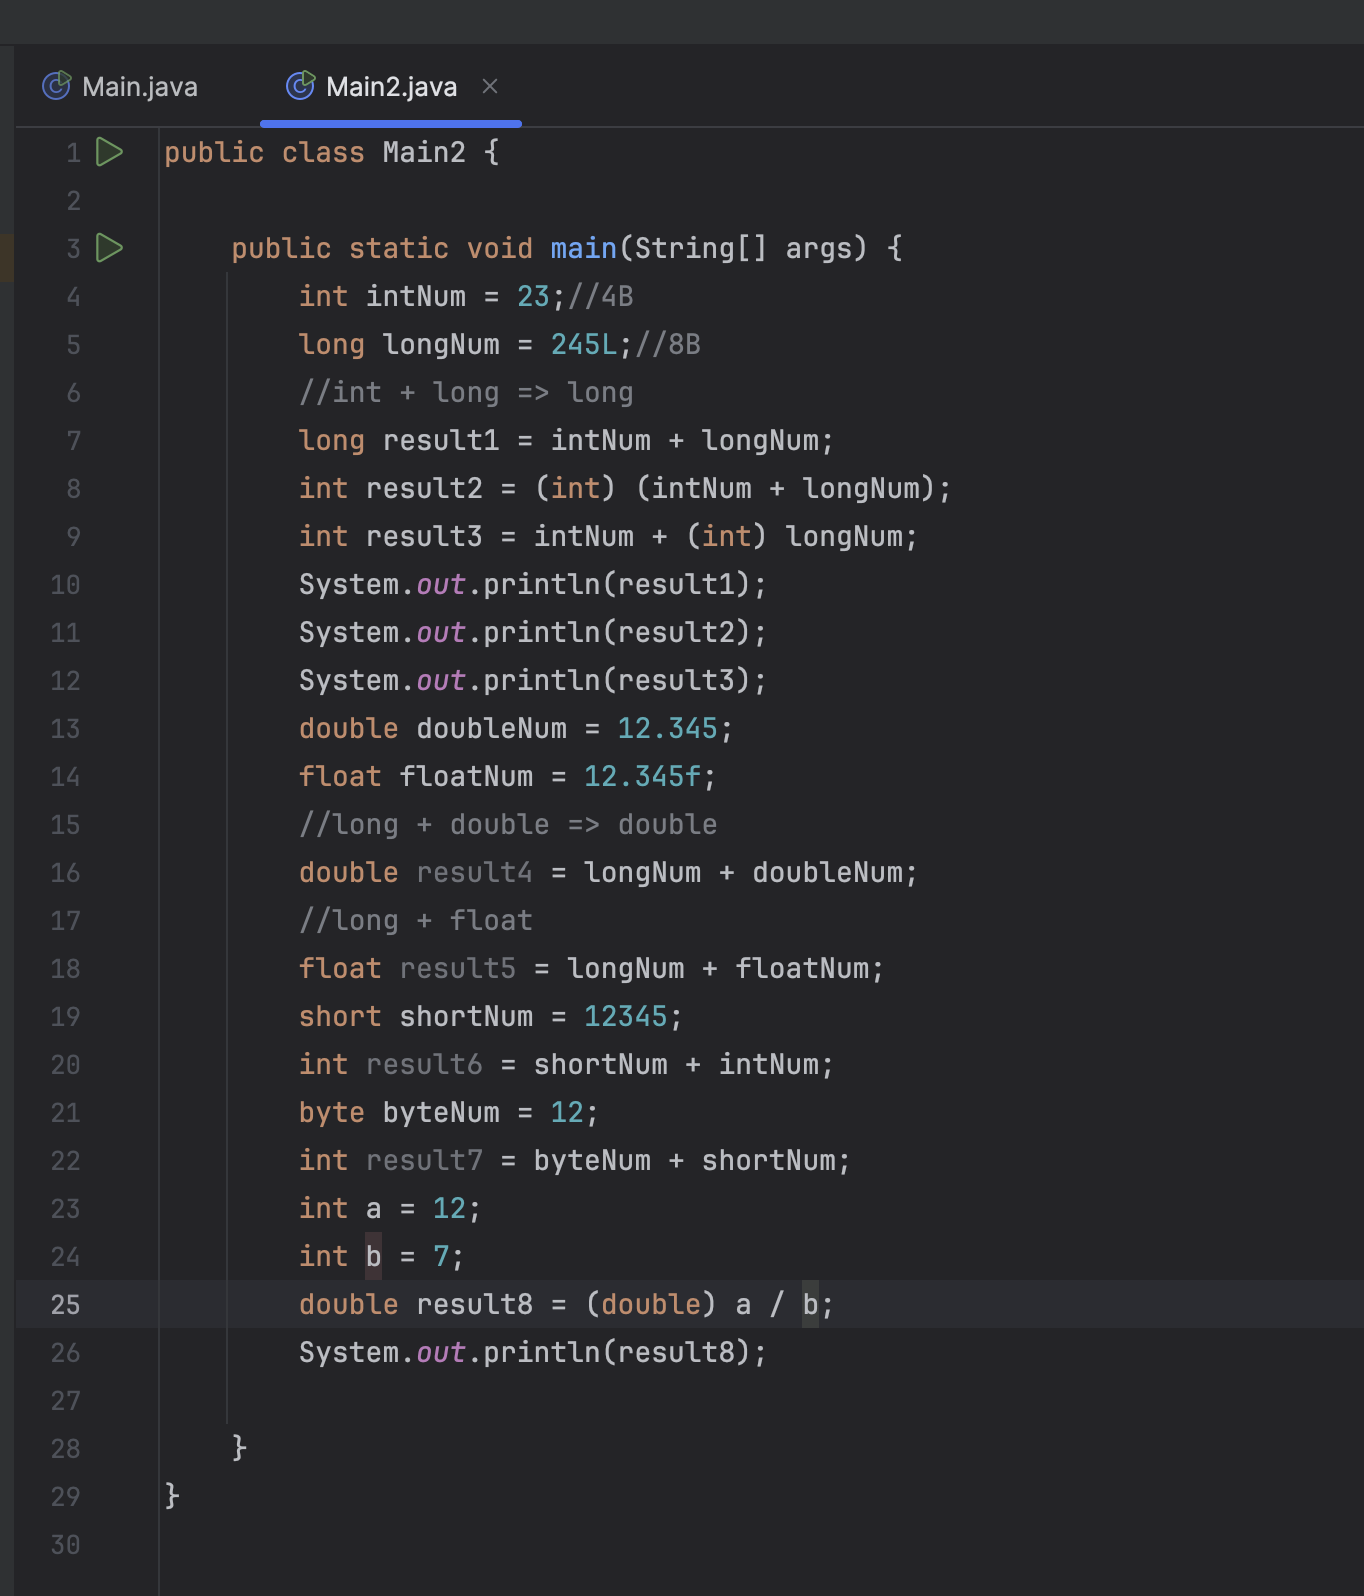 Main.java
Main2.java
1 public class Main2 {
2
3     public static void main(String[] args) {
4         int intNum = 23;//4B
5         long longNum = 245L;//8B
6         //int + long => long
7         long result1 = intNum + longNum;
8         int result2 = (int) (intNum + longNum);
9         int result3 = intNum + (int) longNum;
10         System.out.println(result1);
11         System.out.println(result2);
12         System.out.println(result3);
13         double doubleNum = 12.345;
14         float floatNum = 12.345f;
15         //long + double => double
16         double result4 = longNum + doubleNum;
17         //long + float
18         float result5 = longNum + floatNum;
19         short shortNum = 12345;
20         int result6 = shortNum + intNum;
21         byte byteNum = 12;
22         int result7 = byteNum + shortNum;
23         int a = 12;
24         int b = 7;
25         double result8 = (double) a / b;
26         System.out.println(result8);
27
28     }
29 }
30